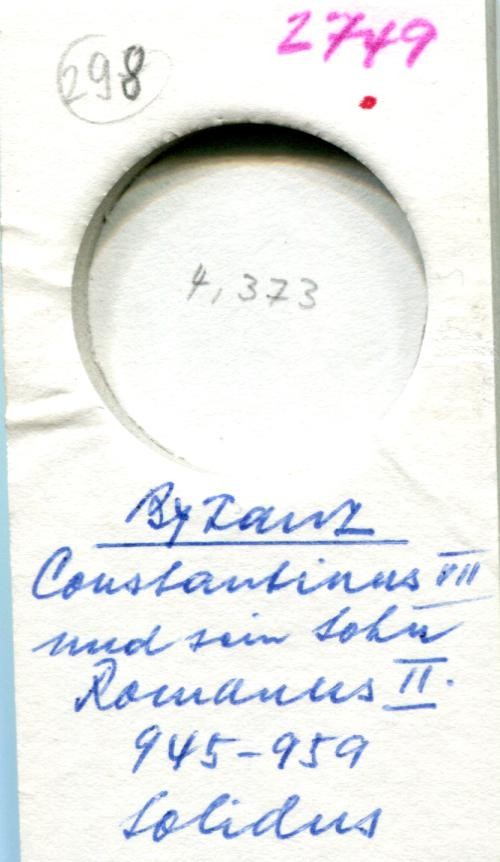 298
2749
4,373
Byzanz
Constantinus VII
und sein Sohn
Romanus II.
945-959
Solidus